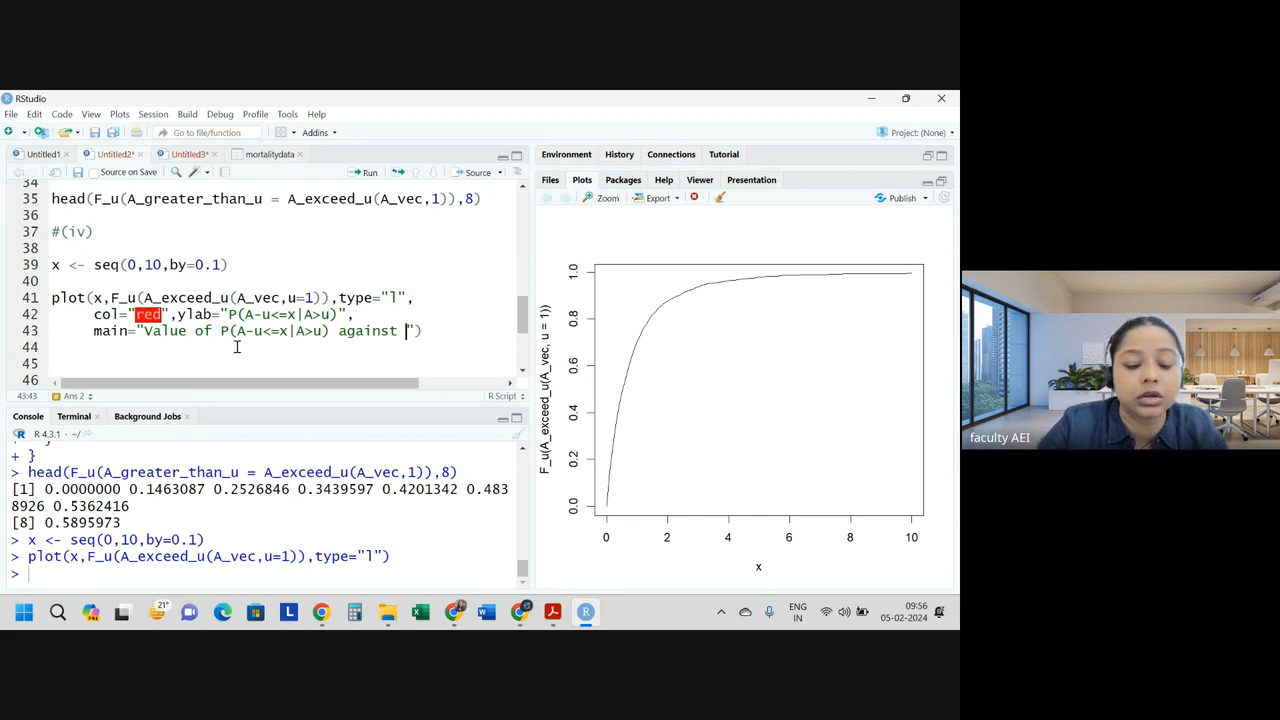 RStudio
File Edit Code View Plots Session Build Debug Profile Tools Help
Go to file/function Addins Project: (None)
Untitled1 Untitled2* Untitled3* mortalitydata
Source on Save Run Source
34
35 head(F_u(A_greater_than_u = A_exceed_u(A_vec,1)),8)
36
37 #(iv)
38
39 x <- seq(0,10,by=0.1)
40
41 plot(x,F_u(A_exceed_u(A_vec,u=1)),type="l",
42 col="red",ylab="P(A-u<=x|A>u)",
43 main="Value of P(A-u<=x|A>u) against ")
44
45
46
43:43 Ans 2 R Script
Console Terminal Background Jobs
R 4.3.1 · ~/
+ }
> head(F_u(A_greater_than_u = A_exceed_u(A_vec,1)),8)
[1] 0.0000000 0.1463087 0.2526846 0.3439597 0.4201342 0.483
8926 0.5362416
[8] 0.5895973
> x <- seq(0,10,by=0.1)
> plot(x,F_u(A_exceed_u(A_vec,u=1)),type="l")
>
Environment History Connections Tutorial
Files Plots Packages Help Viewer Presentation
Zoom Export Publish
F_u(A_exceed_u(A_vec, u = 1))
1.0
0.8
0.6
0.4
0.2
0.0
0 2 4 6 8 10
x
faculty AEI
21°
ENG
IN
09:56
05-02-2024